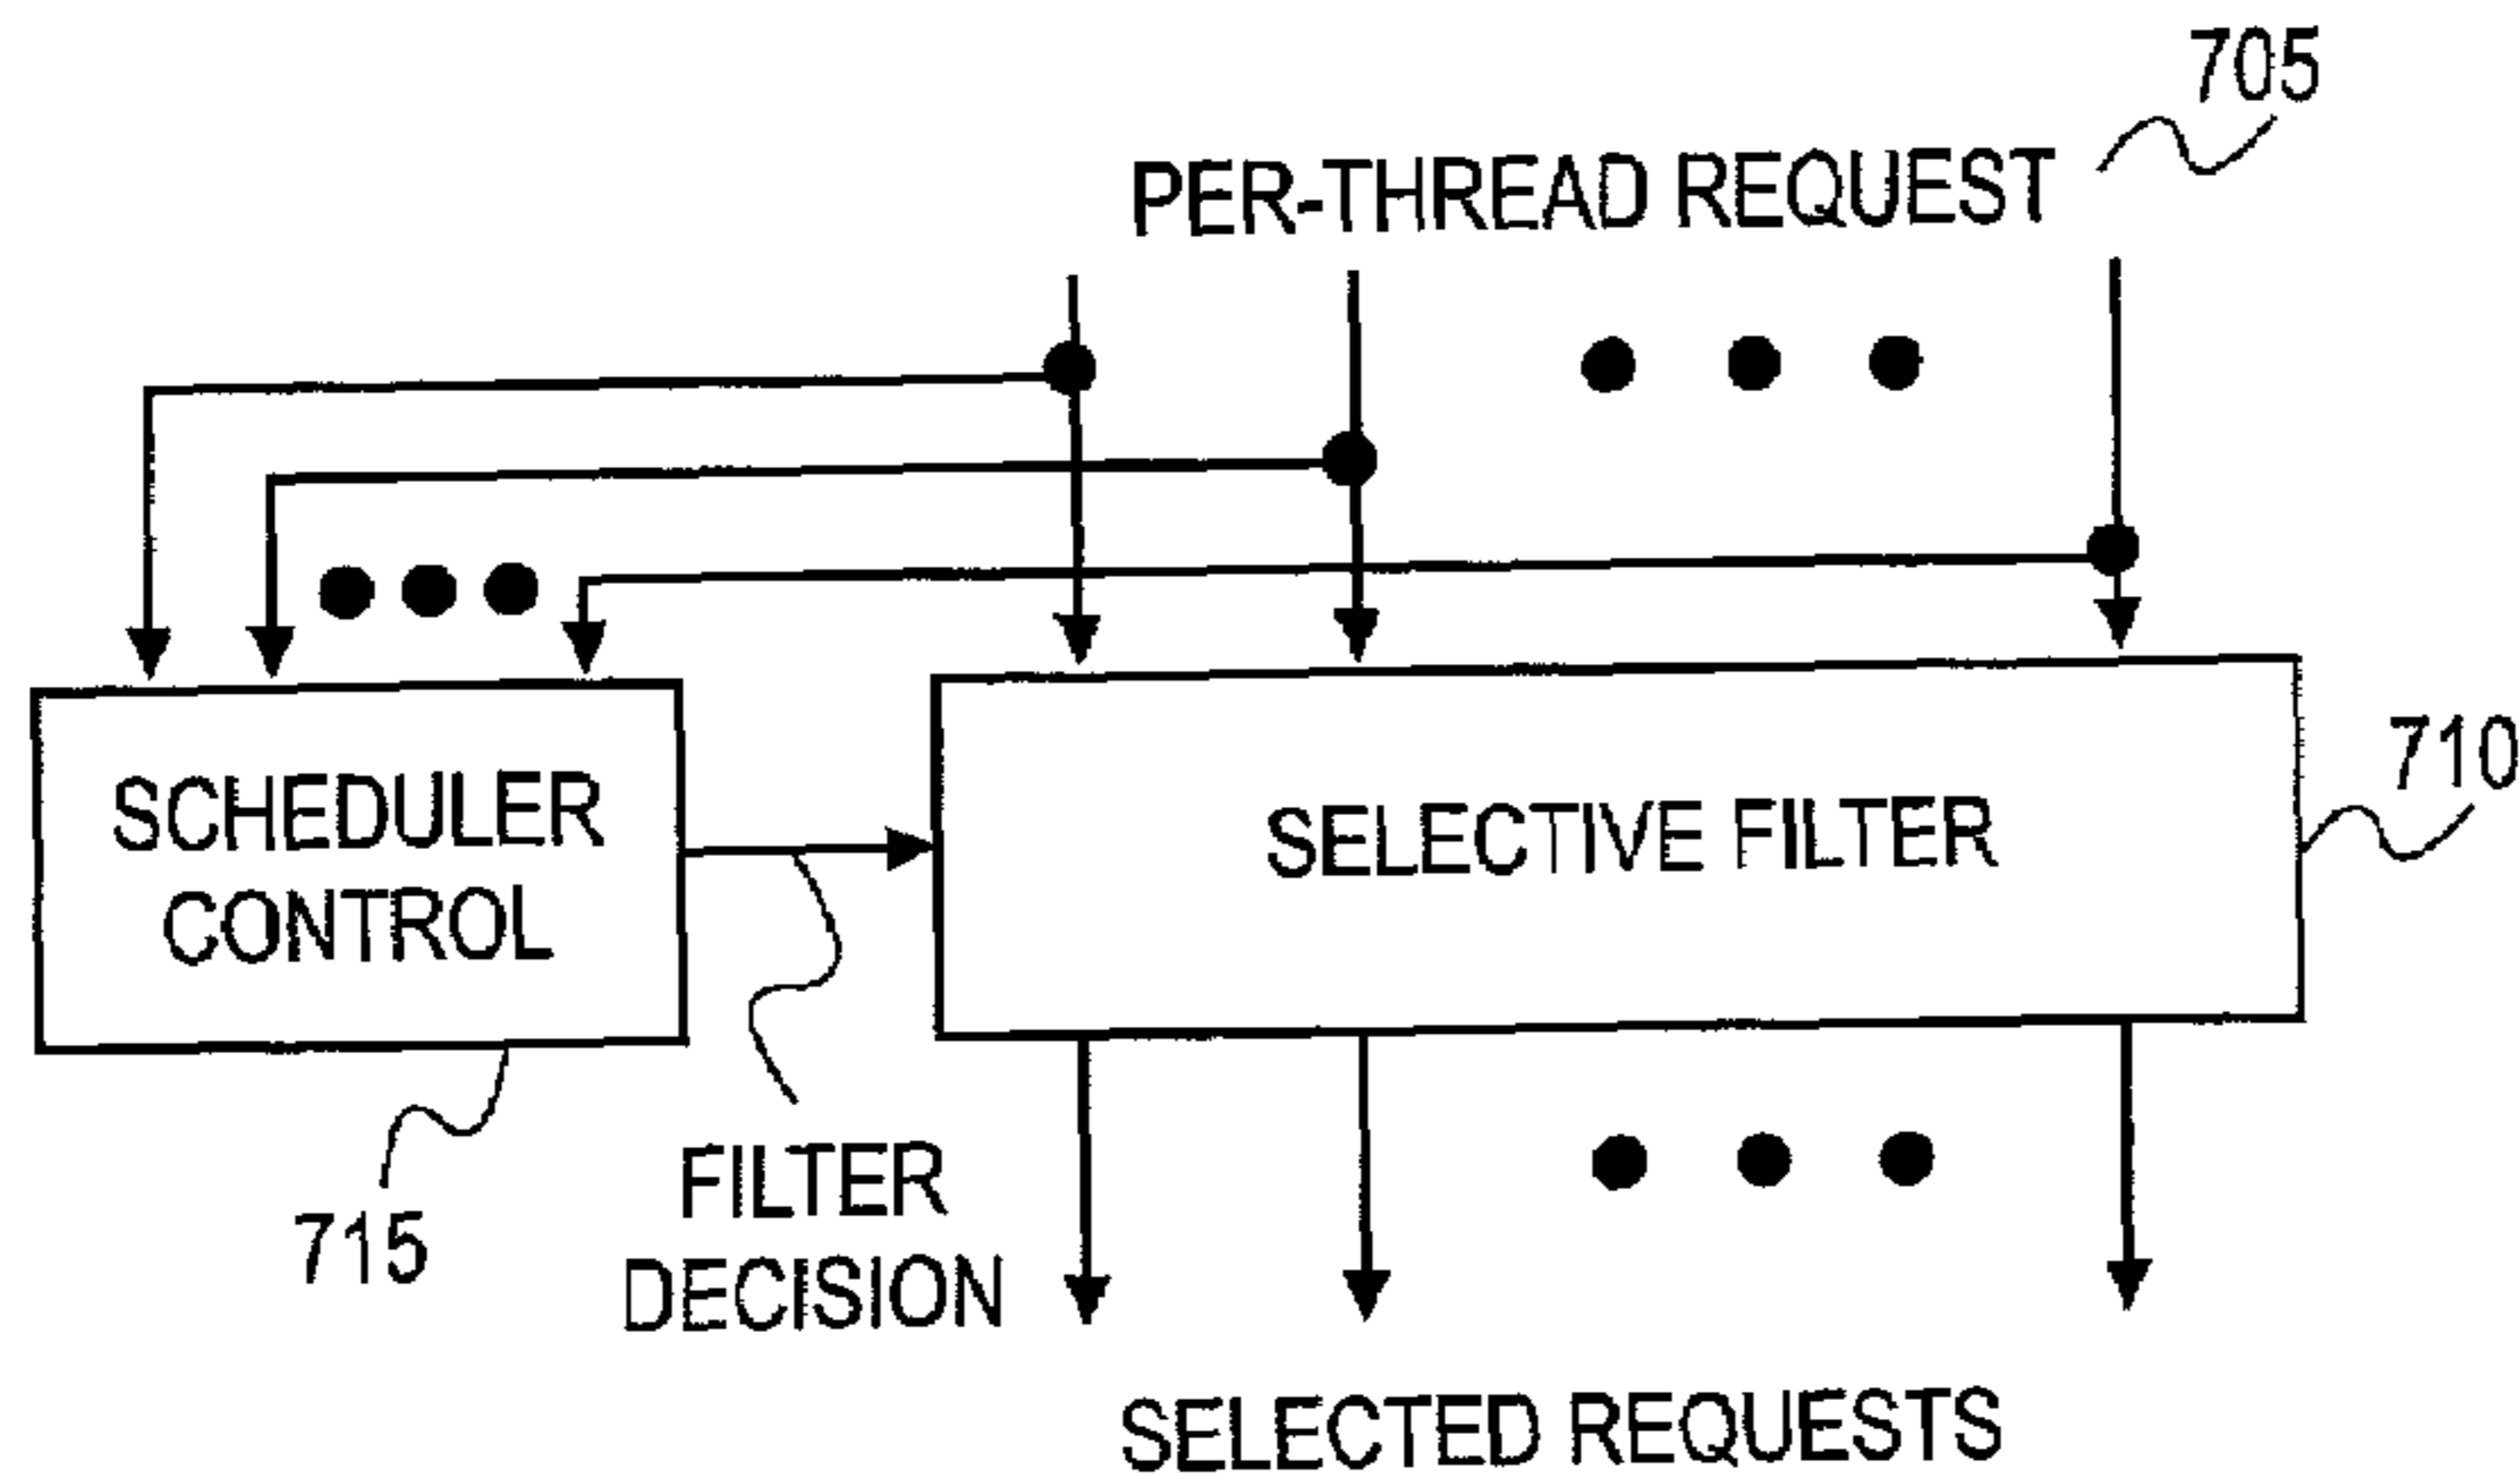 705
PER-THREAD REQUEST
710
SCHEDULER
CONTROL
SELECTIVE FILTER
FILTER
DECISION
715
SELECTED REQUESTS